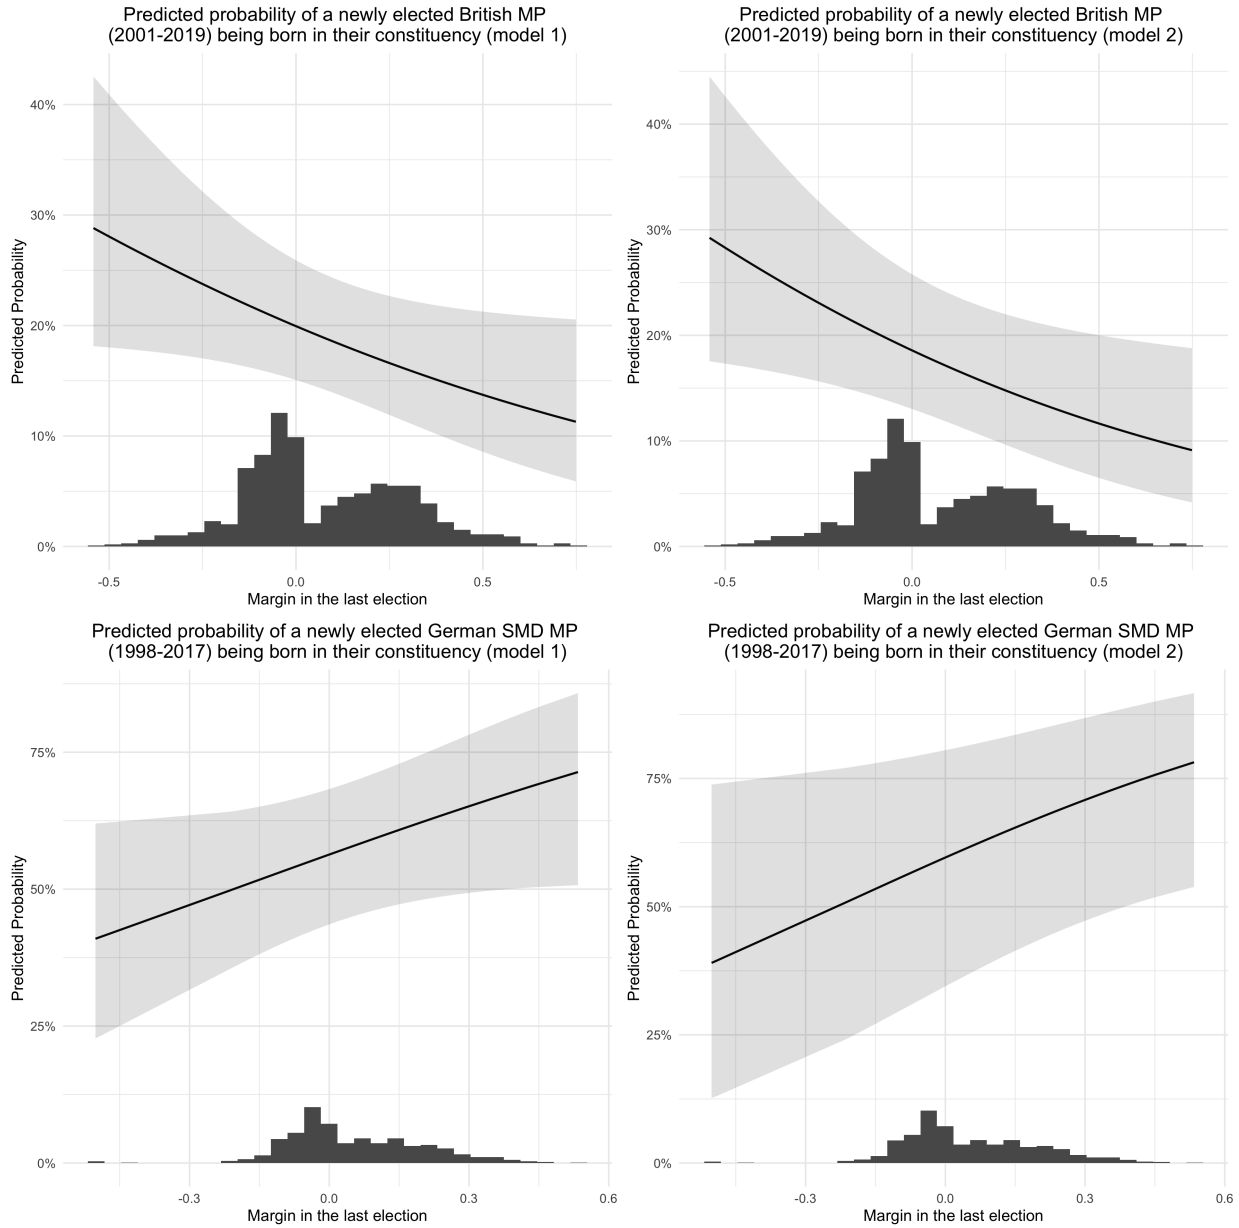 Predicted probability of a newly elected British MP
(2001-2019) being born in their constituency (model 1)
40%
30%
20%
10%
0%
Predicted Probability
-0.5 0.0 0.5
Margin in the last election
Predicted probability of a newly elected British MP
(2001-2019) being born in their constituency (model 2)
40%
30%
20%
10%
0%
Predicted Probability
-0.5 0.0 0.5
Margin in the last election
Predicted probability of a newly elected German SMD MP
(1998-2017) being born in their constituency (model 1)
75%
50%
25%
0%
Predicted Probability
-0.3 0.0 0.3 0.6
Margin in the last election
Predicted probability of a newly elected German SMD MP
(1998-2017) being born in their constituency (model 2)
75%
50%
25%
0%
Predicted Probability
-0.3 0.0 0.3 0.6
Margin in the last election